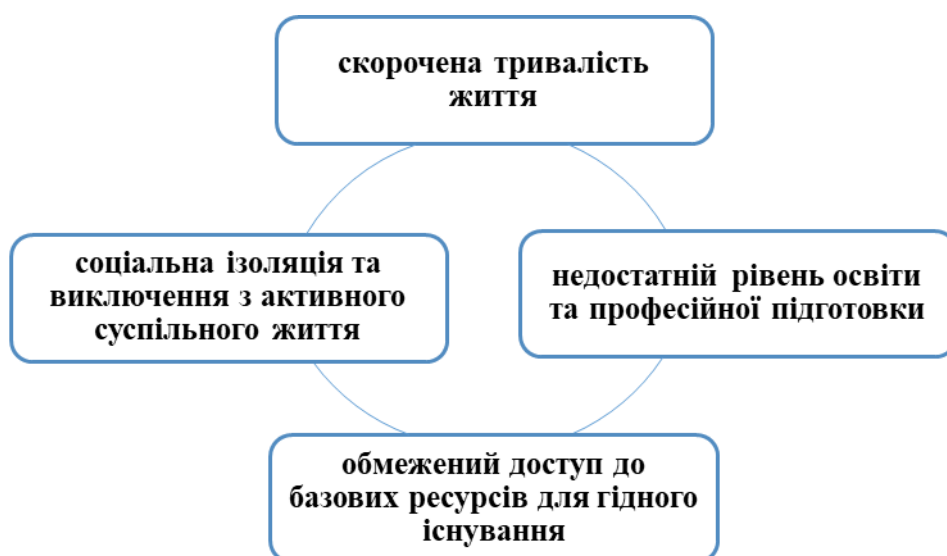 скорочена тривалість
життя
соціальна ізоляція та
виключення з активного
суспільного життя
недостатній рівень освіти
та професійної підготовки
обмежений доступ до
базових ресурсів для гідного
існування